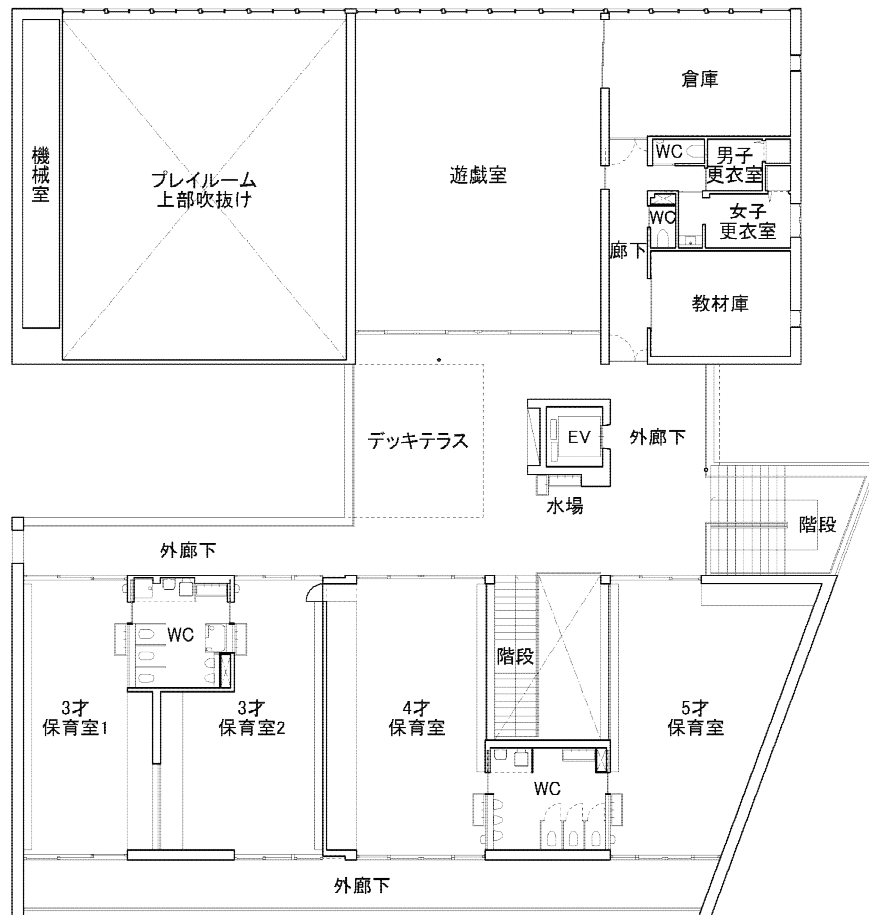 倉庫
機械室
プレイルーム
上部吹抜け
遊戯室
WC
男子
更衣室
WC
女子
更衣室
廊下
教材庫
デッキテラス
EV
外廊下
水場
階段
外廊下
WC
階段
3才
保育室1
3才
保育室2
4才
保育室
5才
保育室
WC
外廊下